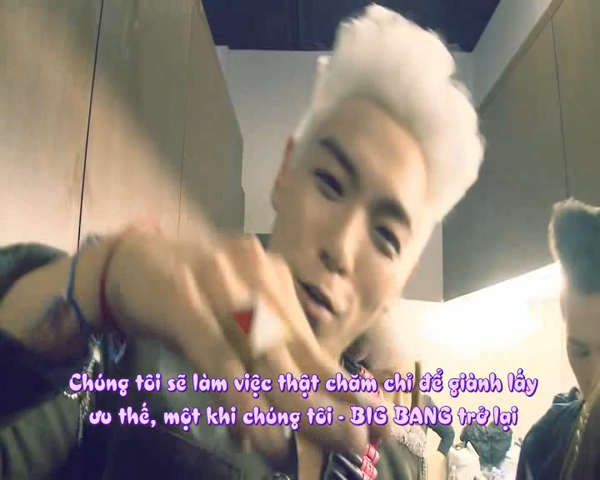 Chúng tôi sẽ làm việc thật chăm chỉ để giành lấy
ưu thế, một khi chúng tôi - BIG BANG trở lại